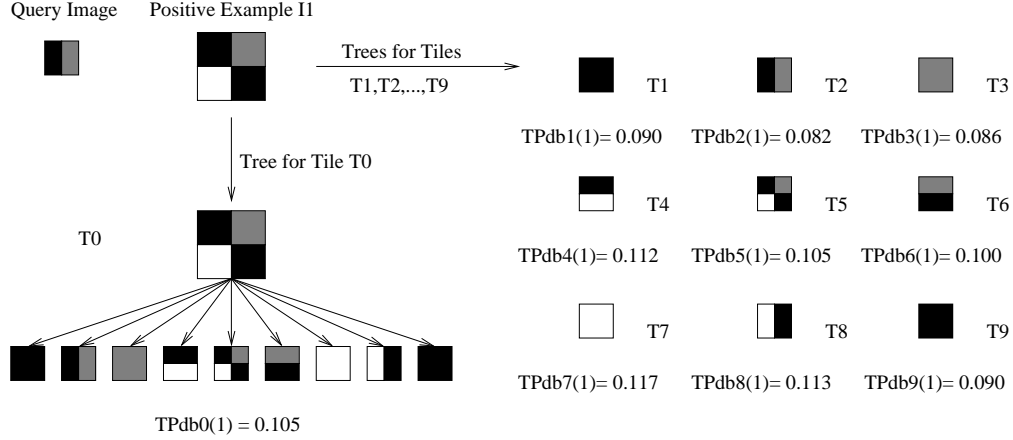 Query Image
Positive Example I1
Trees for Tiles
T1,T2,...,T9
T1
T2
T3
TPdb1(1)= 0.090
TPdb2(1)= 0.082
TPdb3(1)= 0.086
Tree for Tile T0
T4
T5
T6
T0
TPdb4(1)= 0.112
TPdb5(1)= 0.105
TPdb6(1)= 0.100
T7
T8
T9
TPdb7(1)= 0.117
TPdb8(1)= 0.113
TPdb9(1)= 0.090
TPdb0(1) = 0.105